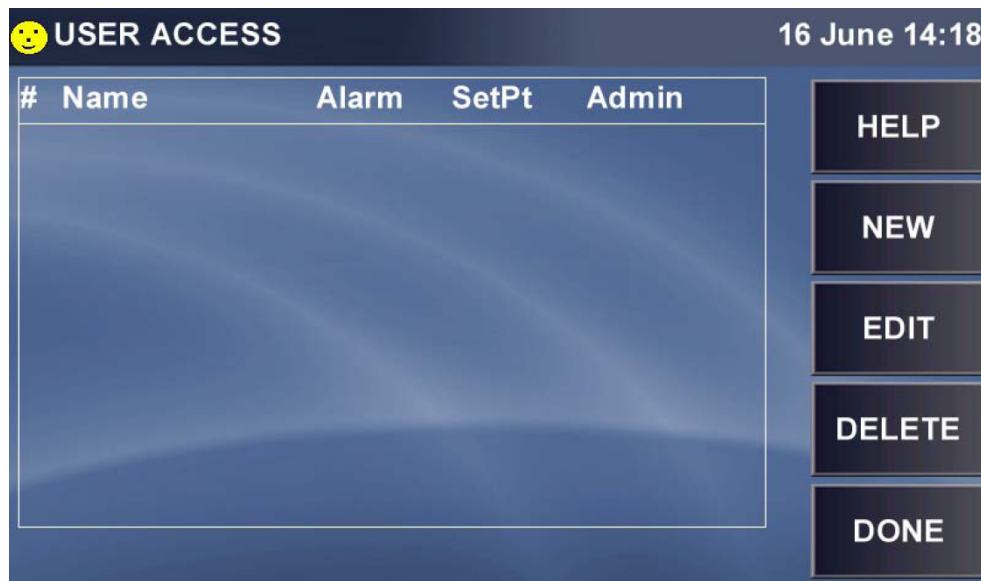 USER ACCESS
16 June 14:18
# Name Alarm SetPt Admin
HELP
NEW
EDIT
DELETE
DONE